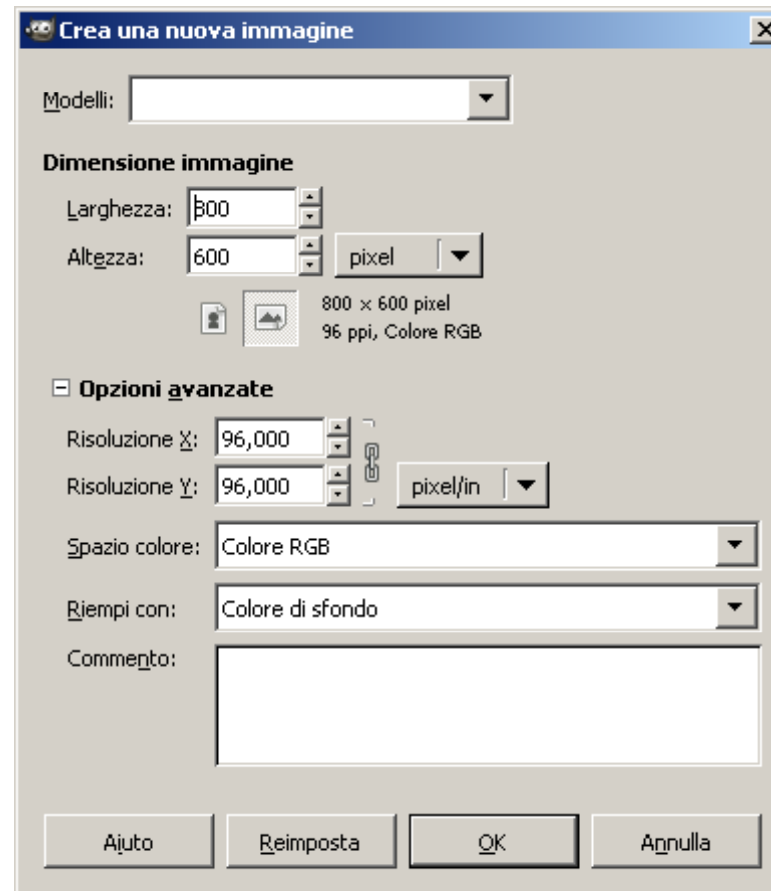 Crea una nuova immagine
Modelli:
Dimensione immagine
Larghezza: 800
Altezza: 600 pixel
800 × 600 pixel
96 ppi, Colore RGB
Opzioni avanzate
Risoluzione X: 96,000
Risoluzione Y: 96,000 pixel/in
Spazio colore: Colore RGB
Riempi con: Colore di sfondo
Commento:
Aiuto Reimposta OK Annulla